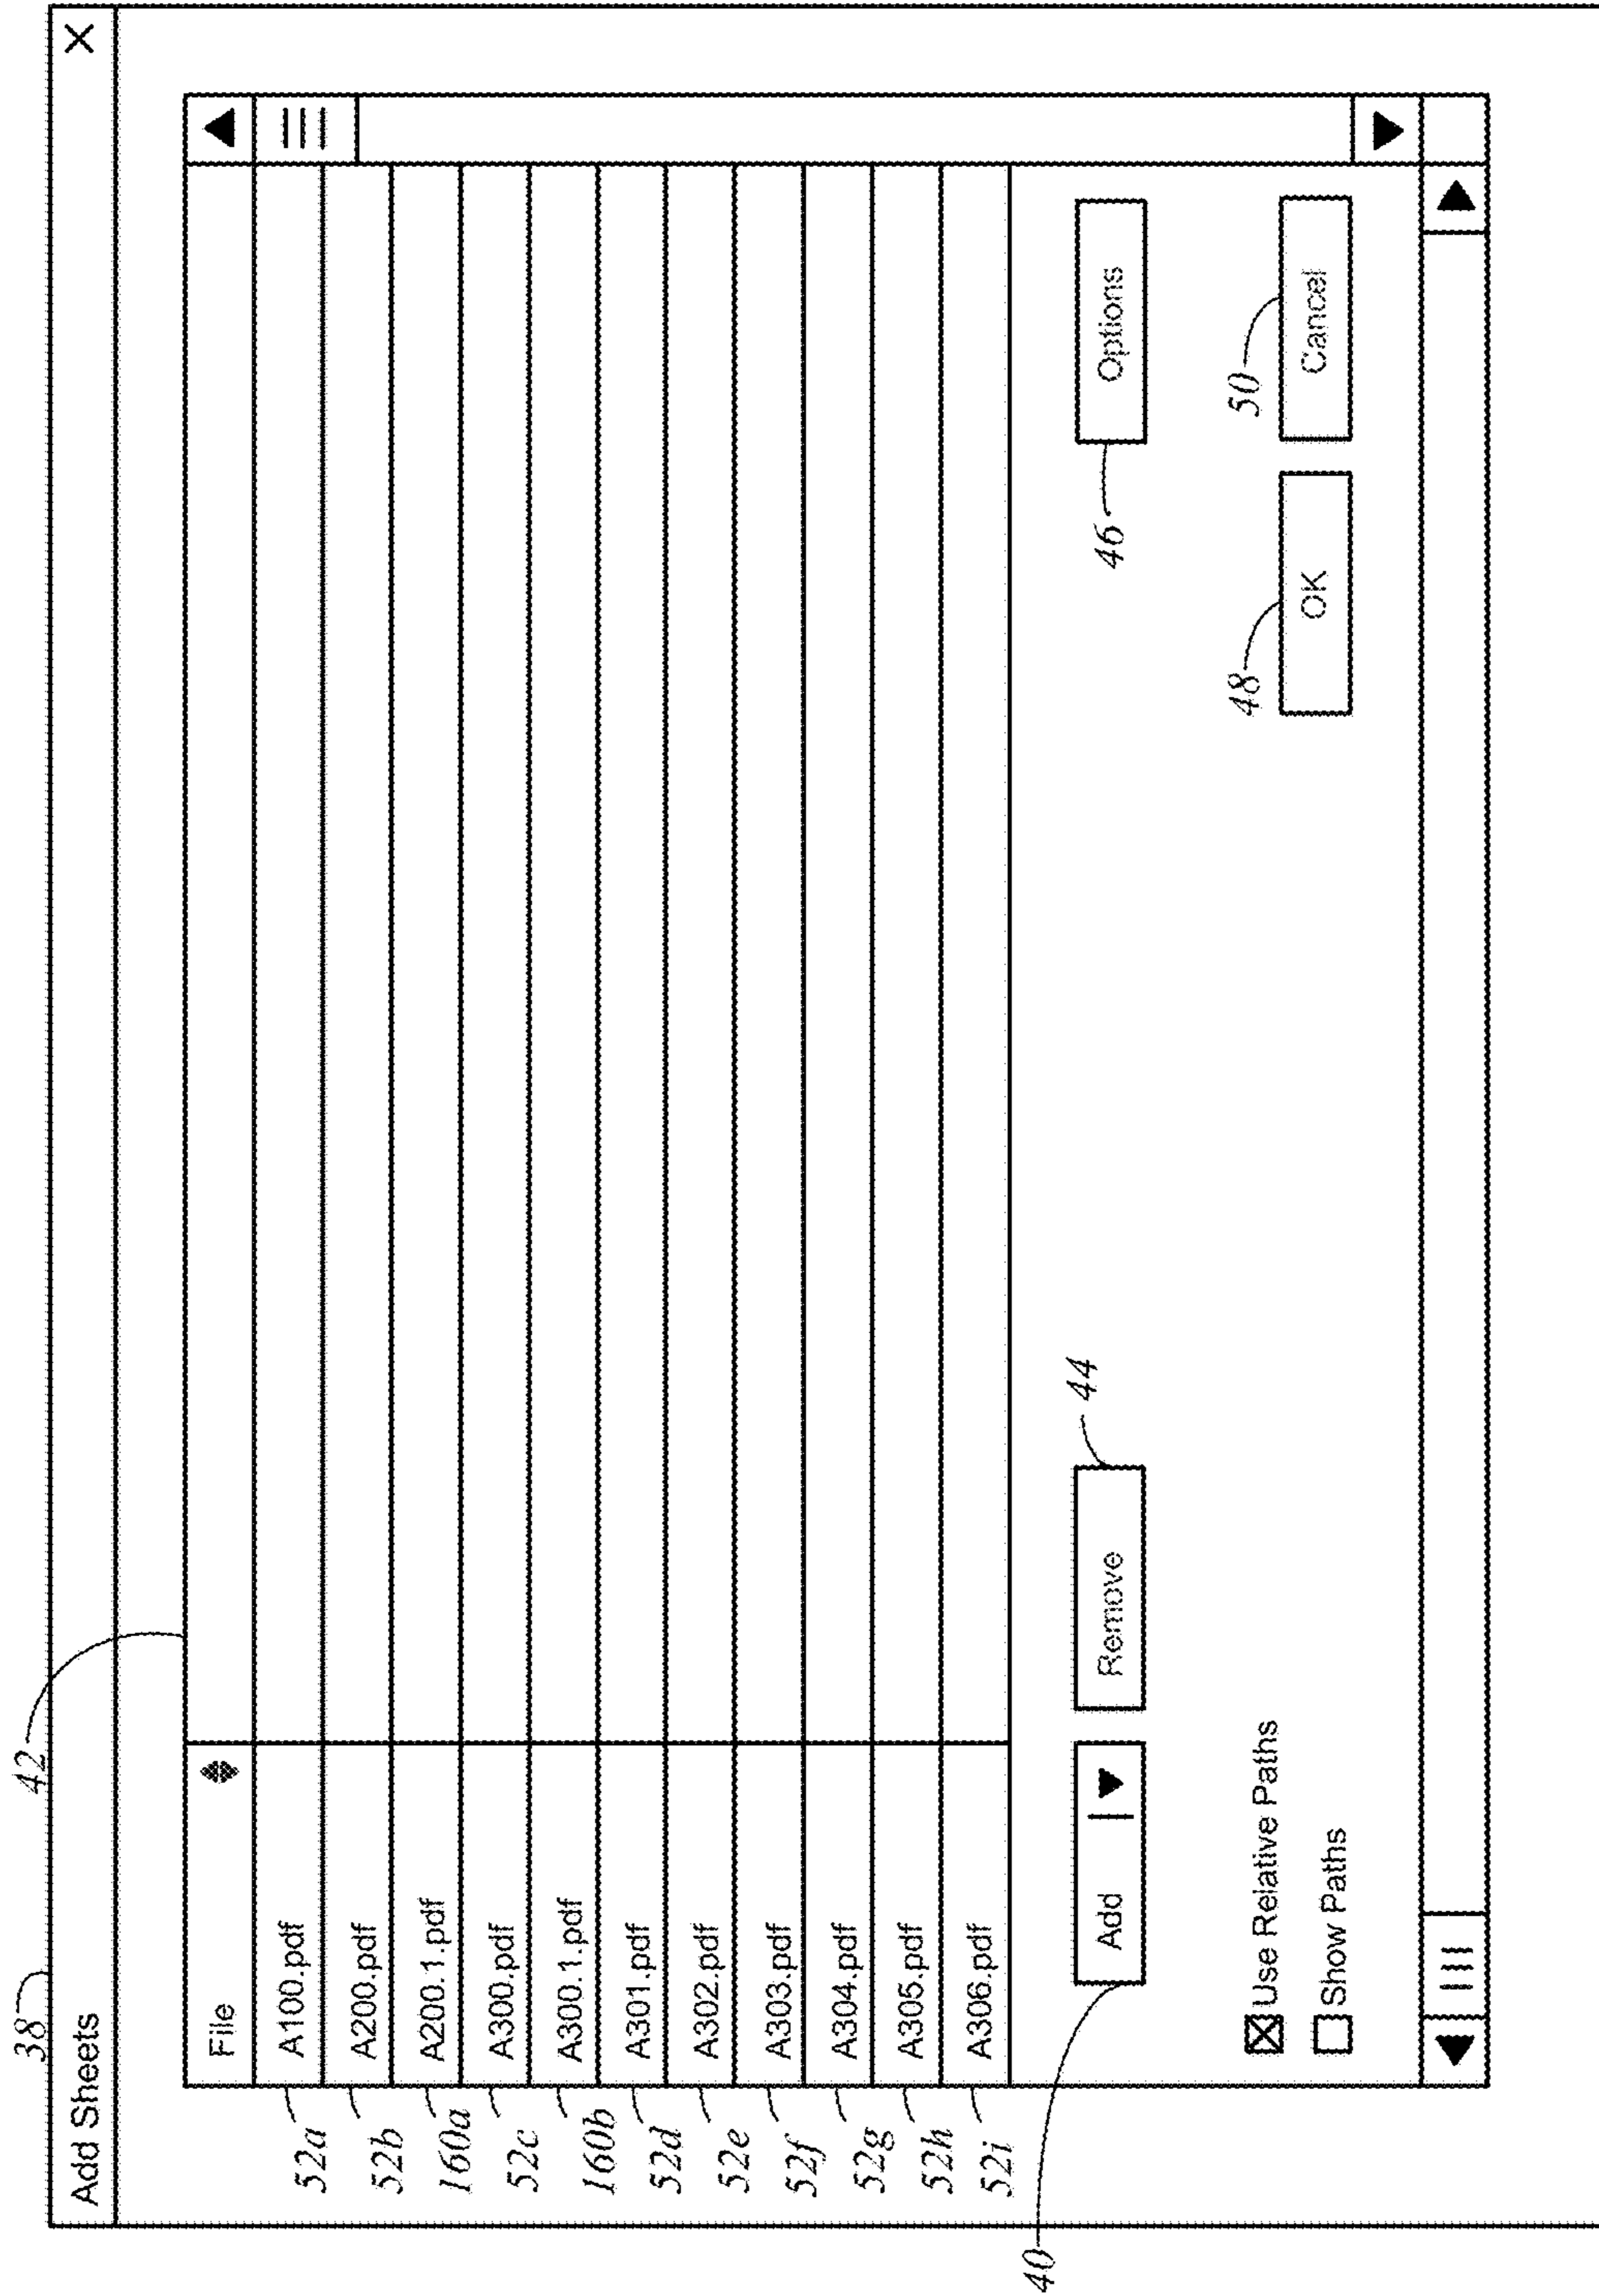 38
42
Add Sheets
X
File
52a
A100.pdf
52b
A200.pdf
160a
A200.1.pdf
52c
A300.pdf
160b
A300.1.pdf
52d
A301.pdf
52e
A302.pdf
52f
A303.pdf
52g
A304.pdf
52h
A305.pdf
52i
A306.pdf
40
Add
Remove
44
46
Options
Use Relative Paths
Show Paths
48
50
OK
Cancel